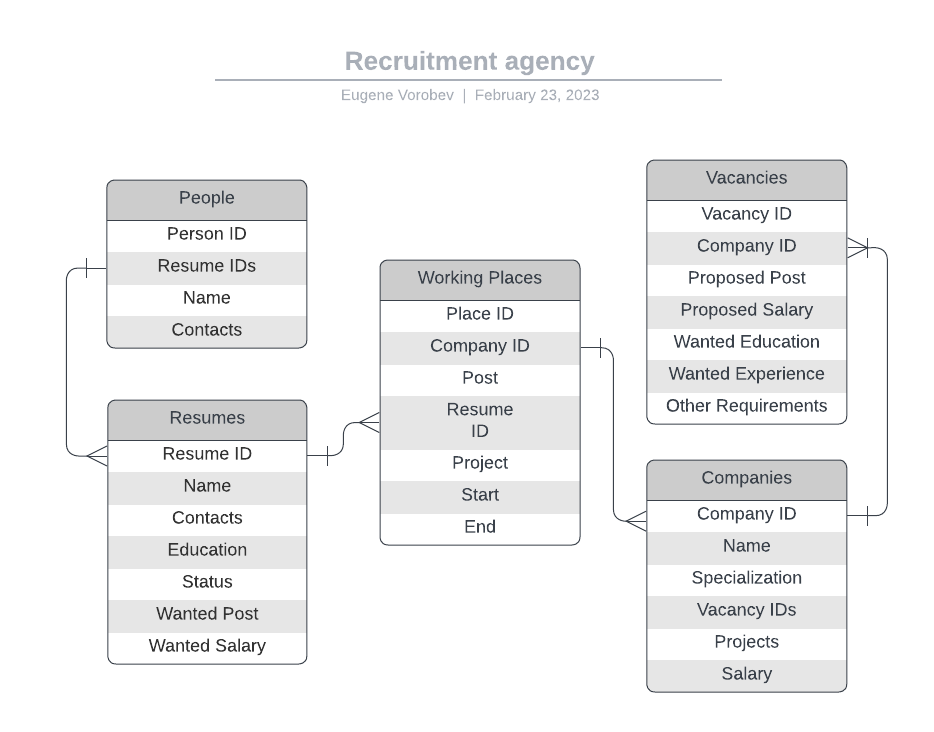 Recruitment agency
Eugene Vorobev | February 23, 2023
People
Person ID
Resume IDs
Name
Contacts
Resumes
Resume ID
Name
Contacts
Education
Status
Wanted Post
Wanted Salary
Working Places
Place ID
Company ID
Post
Resume
ID
Project
Start
End
Vacancies
Vacancy ID
Company ID
Proposed Post
Proposed Salary
Wanted Education
Wanted Experience
Other Requirements
Companies
Company ID
Name
Specialization
Vacancy IDs
Projects
Salary